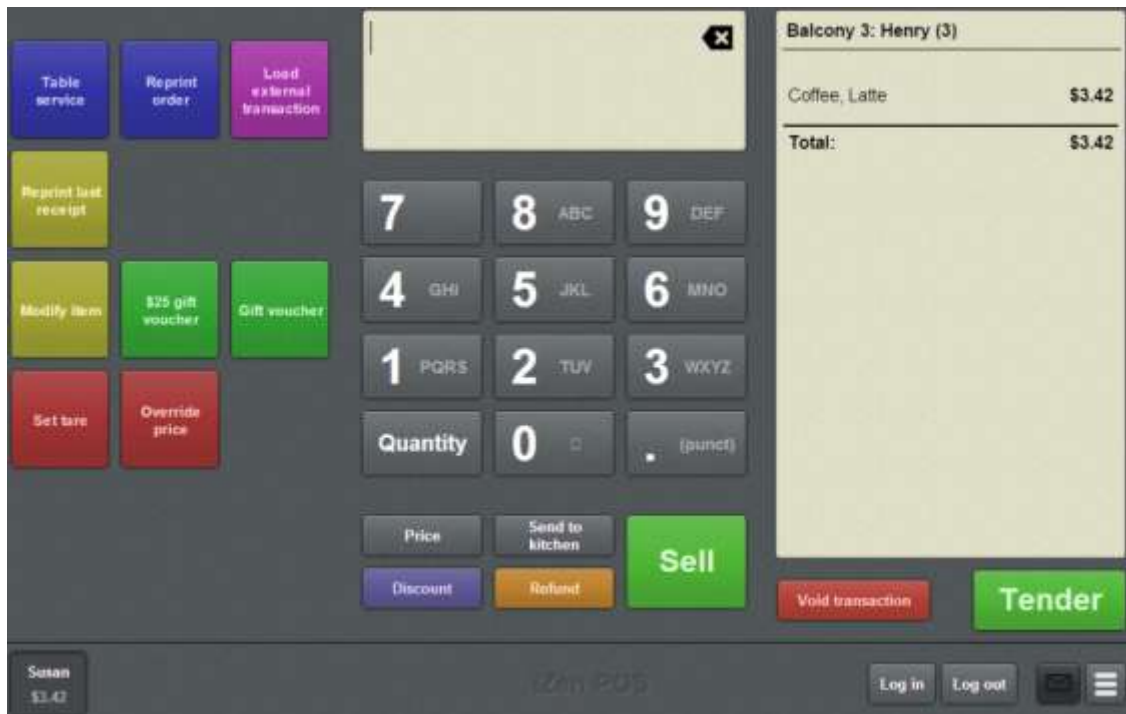 Table
service
Reprint
order
Load
external
transaction
Reprint last
receipt
Modify item
$25 gift
voucher
Gift voucher
Set tare
Override
price
7
8 ABC
9 DEF
4 GHI
5 JKL
6 MNO
1 PQRS
2 TUV
3 WXYZ
Quantity
0
. (punct)
Price
Send to
kitchen
Sell
Discount
Refund
Balcony 3: Henry (3)
Coffee, Latte $3.42
Total: $3.42
Void transaction
Tender
Susan
$3.42
iZen POS
Log in
Log out